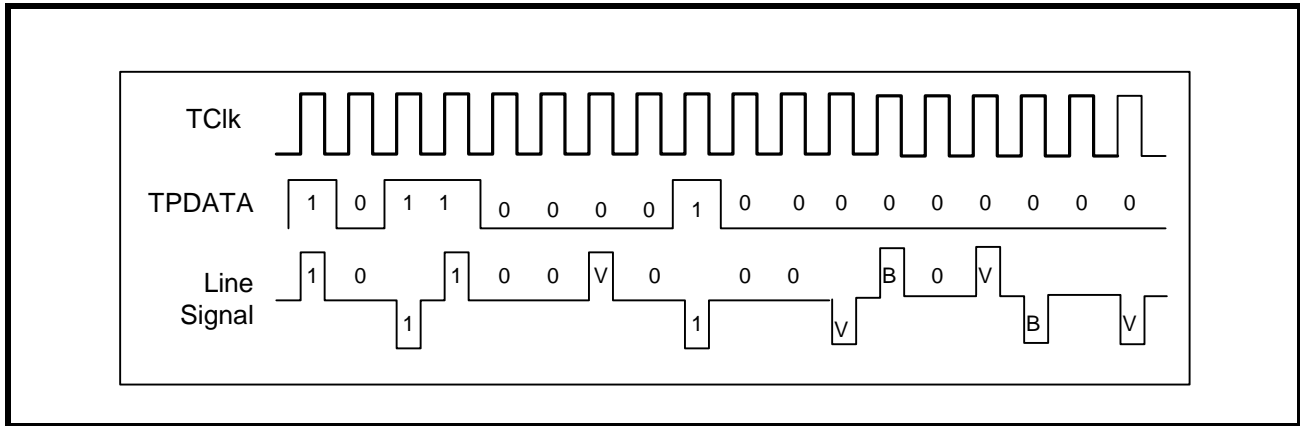 TClk
TPDATA 1 0 1 1 0 0 0 0 1 0 0 0 0 0 0 0 0 0
Line
Signal
1 0 1 1 0 0 V 0 1 0 0 V B 0 V B V